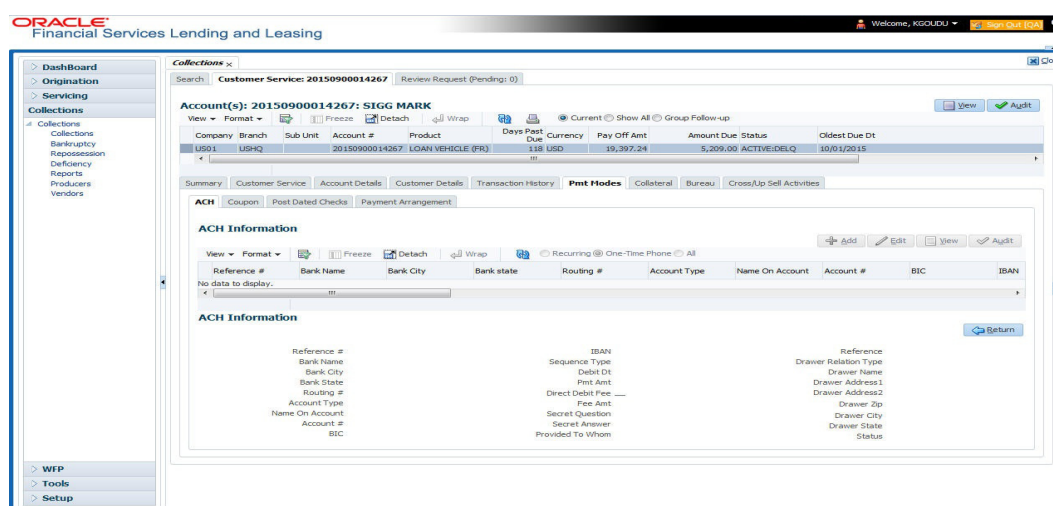 ORACLE
Financial Services Lending and Leasing
Welcome, KGOUDU
Sign Out [QA]
DashBoard
Origination
Servicing
Collections
Collections
Collections
Bankruptcy
Repossession
Deficiency
Reports
Producers
Vendors
WFP
Tools
Setup
Collections x
Clo
Search Customer Service: 20150900014267 Review Request (Pending: 0)
Account(s): 20150900014267: SIGG MARK
View Audit
View Format Freeze Detach Wrap Current Show All Group Follow-up
Company Branch Sub Unit Account # Product Days Past Due Currency Pay Off Amt Amount Due Status Oldest Due Dt
US01 USHQ 20150900014267 LOAN VEHICLE (FR) 118 USD 19,397.24 5,209.00 ACTIVE:DELQ 10/01/2015
Summary Customer Service Account Details Customer Details Transaction History Pmt Modes Collateral Bureau Cross/Up Sell Activities
ACH Coupon Post Dated Checks Payment Arrangement
ACH Information
Add Edit View Audit
View Format Freeze Detach Wrap Recurring One-Time Phone All
Reference # Bank Name Bank City Bank state Routing # Account Type Name On Account Account # BIC IBAN
No data to display.
ACH Information
Return
Reference # IBAN Reference
Bank Name Sequence Type Drawer Relation Type
Bank City Debit Dt Drawer Name
Bank State Pmt Amt Drawer Address1
Routing # Direct Debit Fee Drawer Address2
Account Type Fee Amt Drawer Zip
Name On Account Secret Question Drawer City
Account # Secret Answer Drawer State
BIC Provided To Whom Status